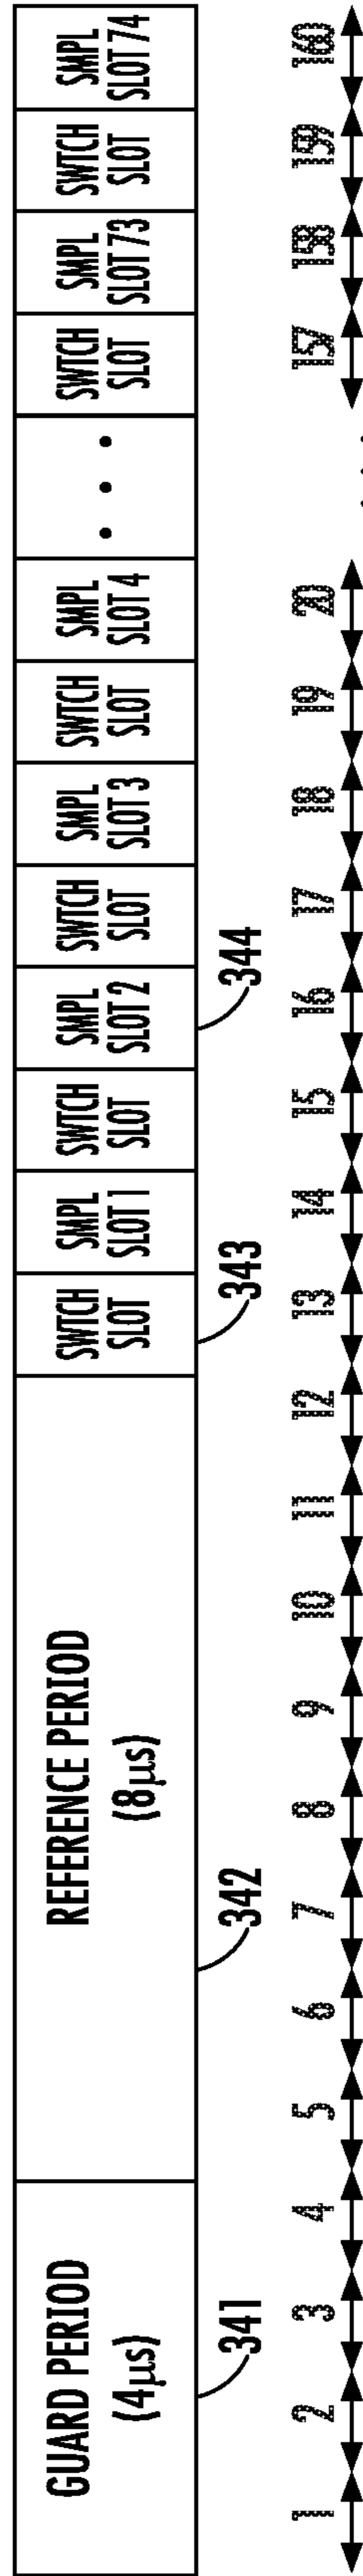 GUARD PERIOD
(4µs)
REFERENCE PERIOD
(8µs)
SWTCH
SLOT
SMPL
SLOT 1
SWTCH
SLOT
SMPL
SLOT 2
SWTCH
SLOT
SMPL
SLOT 3
SWTCH
SLOT
SMPL
SLOT 4
• • •
SWTCH
SLOT
SMPL
SLOT 73
SWTCH
SLOT
SMPL
SLOT 74
341
342
343
344
1 2 3 4 5 6 7 8 9 10 11 12 13 14 15 16 17 18 19 20 157 158 159 160